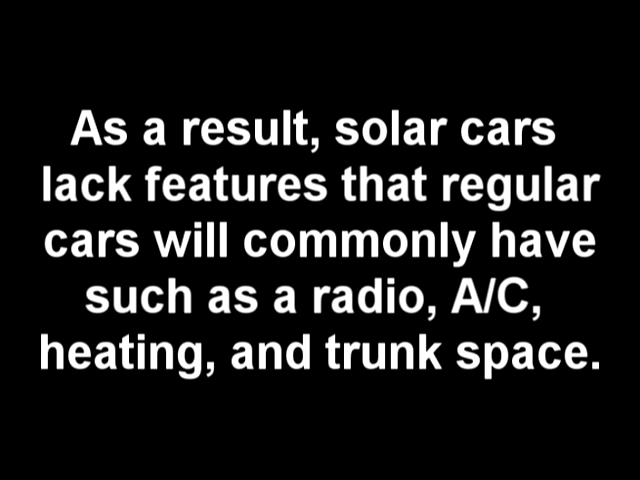 As a result, solar cars
lack features that regular
cars will commonly have
such as a radio, A/C,
heating, and trunk space.